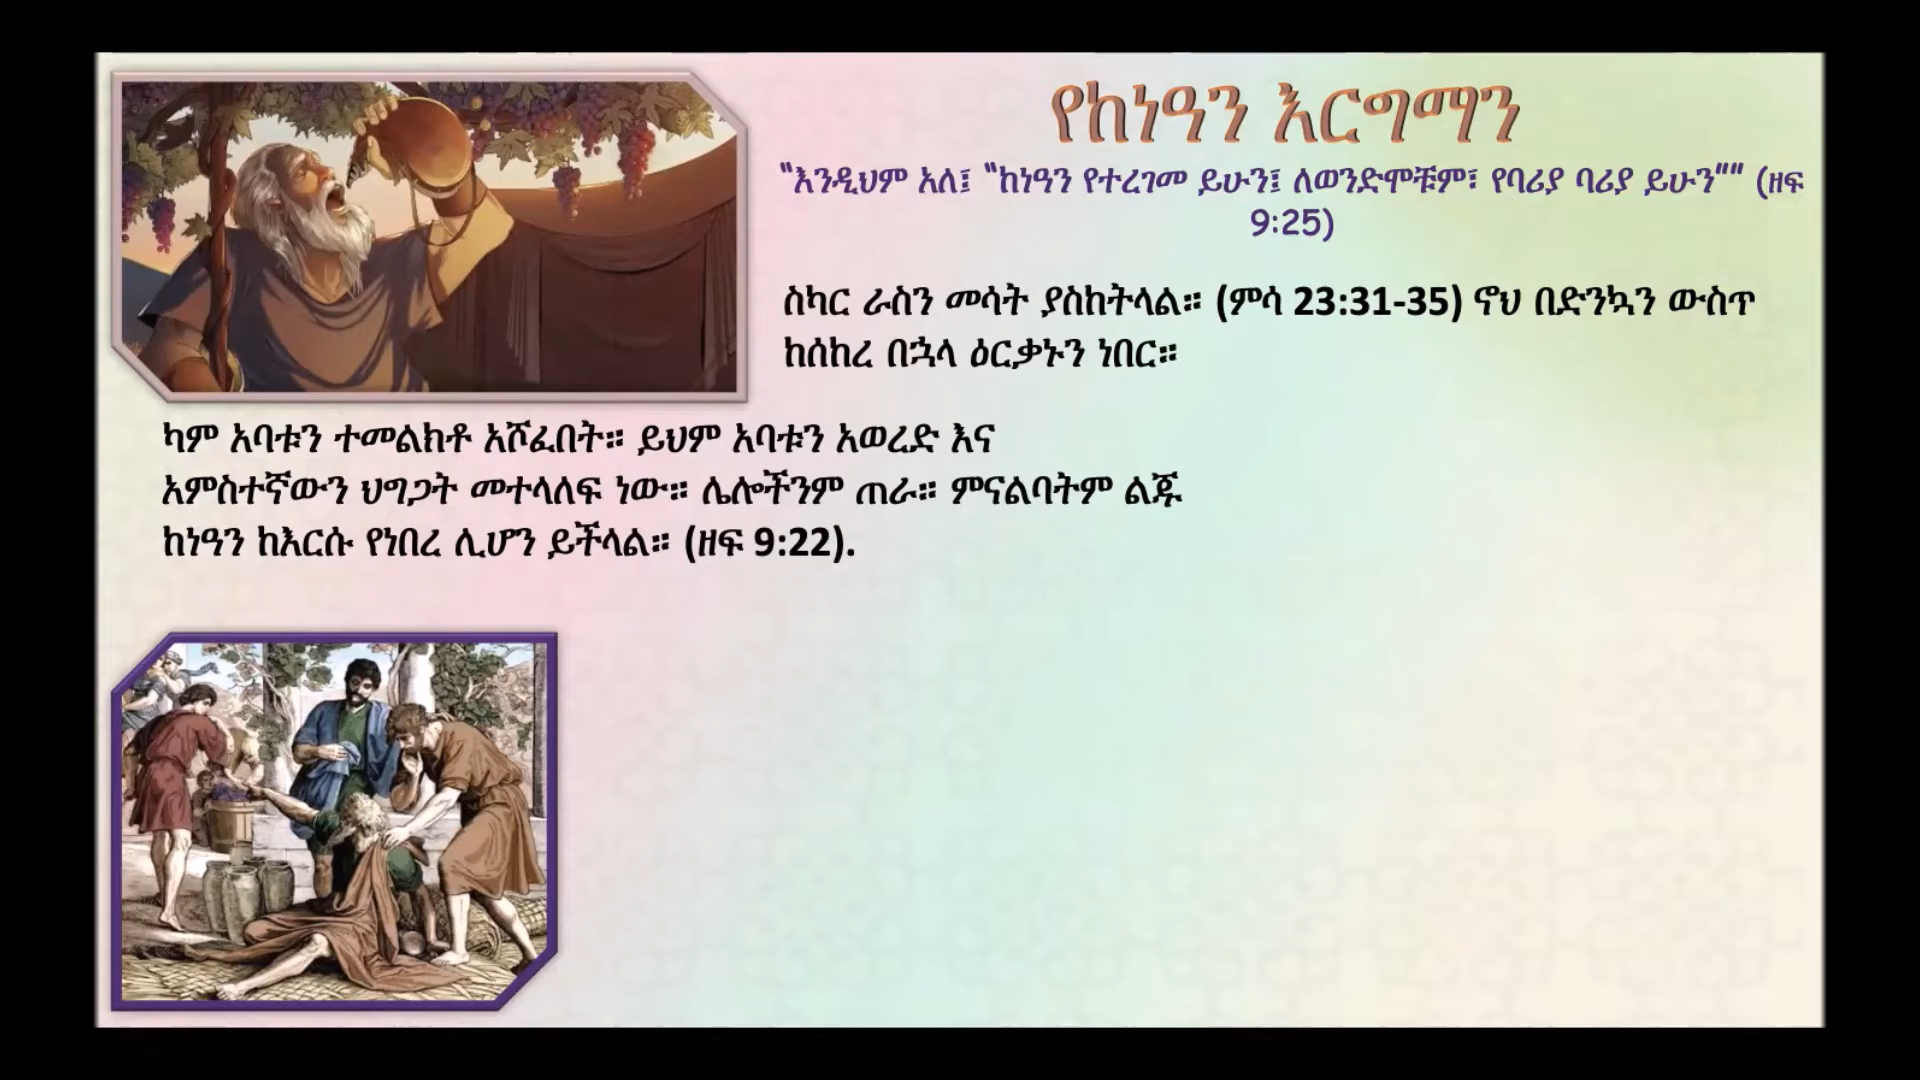 የከነዓን እርግማን
"እንዲህም አለ፤ "ከነዓን የተረገመ ይሁን፤ ለወንድሞቹም፣ የባሪያ ባሪያ ይሁን"" (ዘፍ
9:25)
ስካር ራስን መሳት ያስከትላል። (ምሳ 23:31-35) ኖህ በድንኳን ውስጥ
ከሰከረ በኋላ ዕርቃኑን ነበር።
ካም አባቱን ተመልክቶ አሾፈበት። ይህም አባቱን አወረድ እና
አምስተኛውን ህግጋት መተላለፍ ነው። ሌሎችንም ጠራ። ምናልባትም ልጁ
ከነዓን ከእርሱ የነበረ ሊሆን ይችላል። (ዘፍ 9:22).